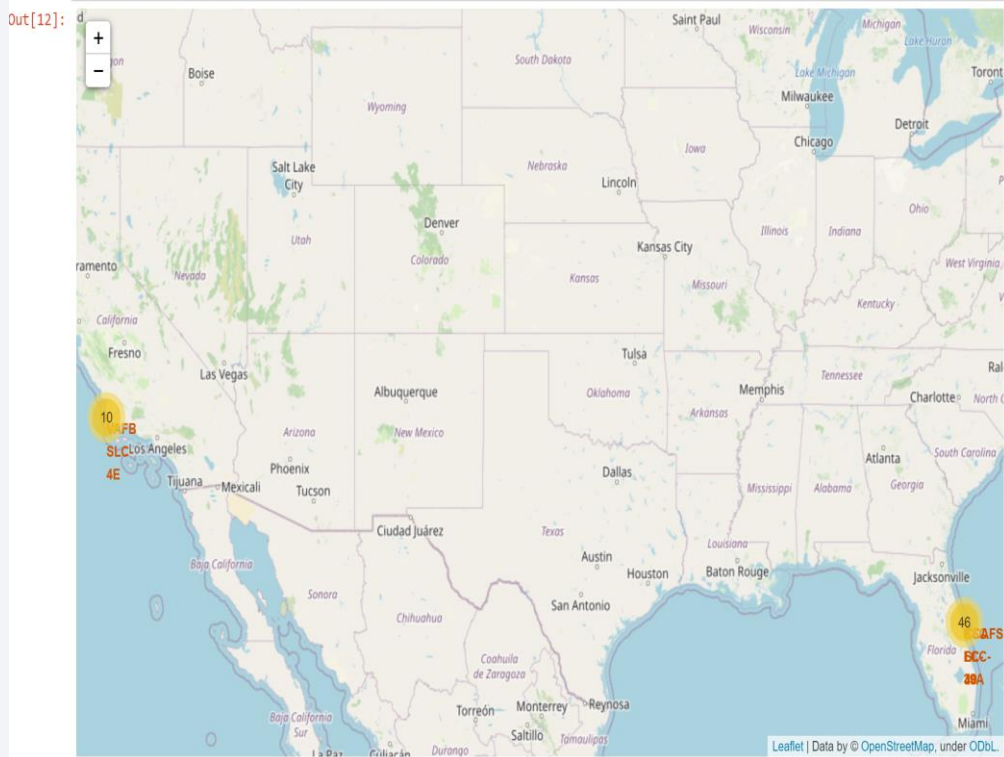 Out[12]:
d
+
−
Saint Paul
Wisconsin
Michigan
Lake Huron
South Dakota
Boise
Lake Michigan
Toront
Wyoming
Milwaukee
Detroit
Chicago
Iowa
Nebraska
Salt Lake
City
Lincoln
Ohio
Denver
Utah
Illinois
Indiana
Kansas City
West Virginia
Colorado
ramento
Nevada
Kansas
Missouri
Kentucky
California
Fresno
Tulsa
Las Vegas
Ral
Tennessee
Albuquerque
Oklahoma
Memphis
Charlotte
North C
10
Arkansas
AFB
Arizona
New Mexico
SLC-
Los Angeles
South Carolina
Atlanta
4E
Phoenix
Dallas
Tijuana
Mexicali
Tucson
Mississippi
Alabama
Georgia
Ciudad Juárez
Texas
Louisiana
Austin
Baja California
Houston
Baton Rouge
Jacksonville
Sonora
San Antonio
Chihuahua
46
AFS
Florida
Coahuila
de Zaragoza
Torreón
Monterrey
Reynosa
Baja California
Sur
Miami
Saltillo
Tamaulipas
La Paz
Culiacán
Durango
Leaflet | Data by © OpenStreetMap, under ODbL.